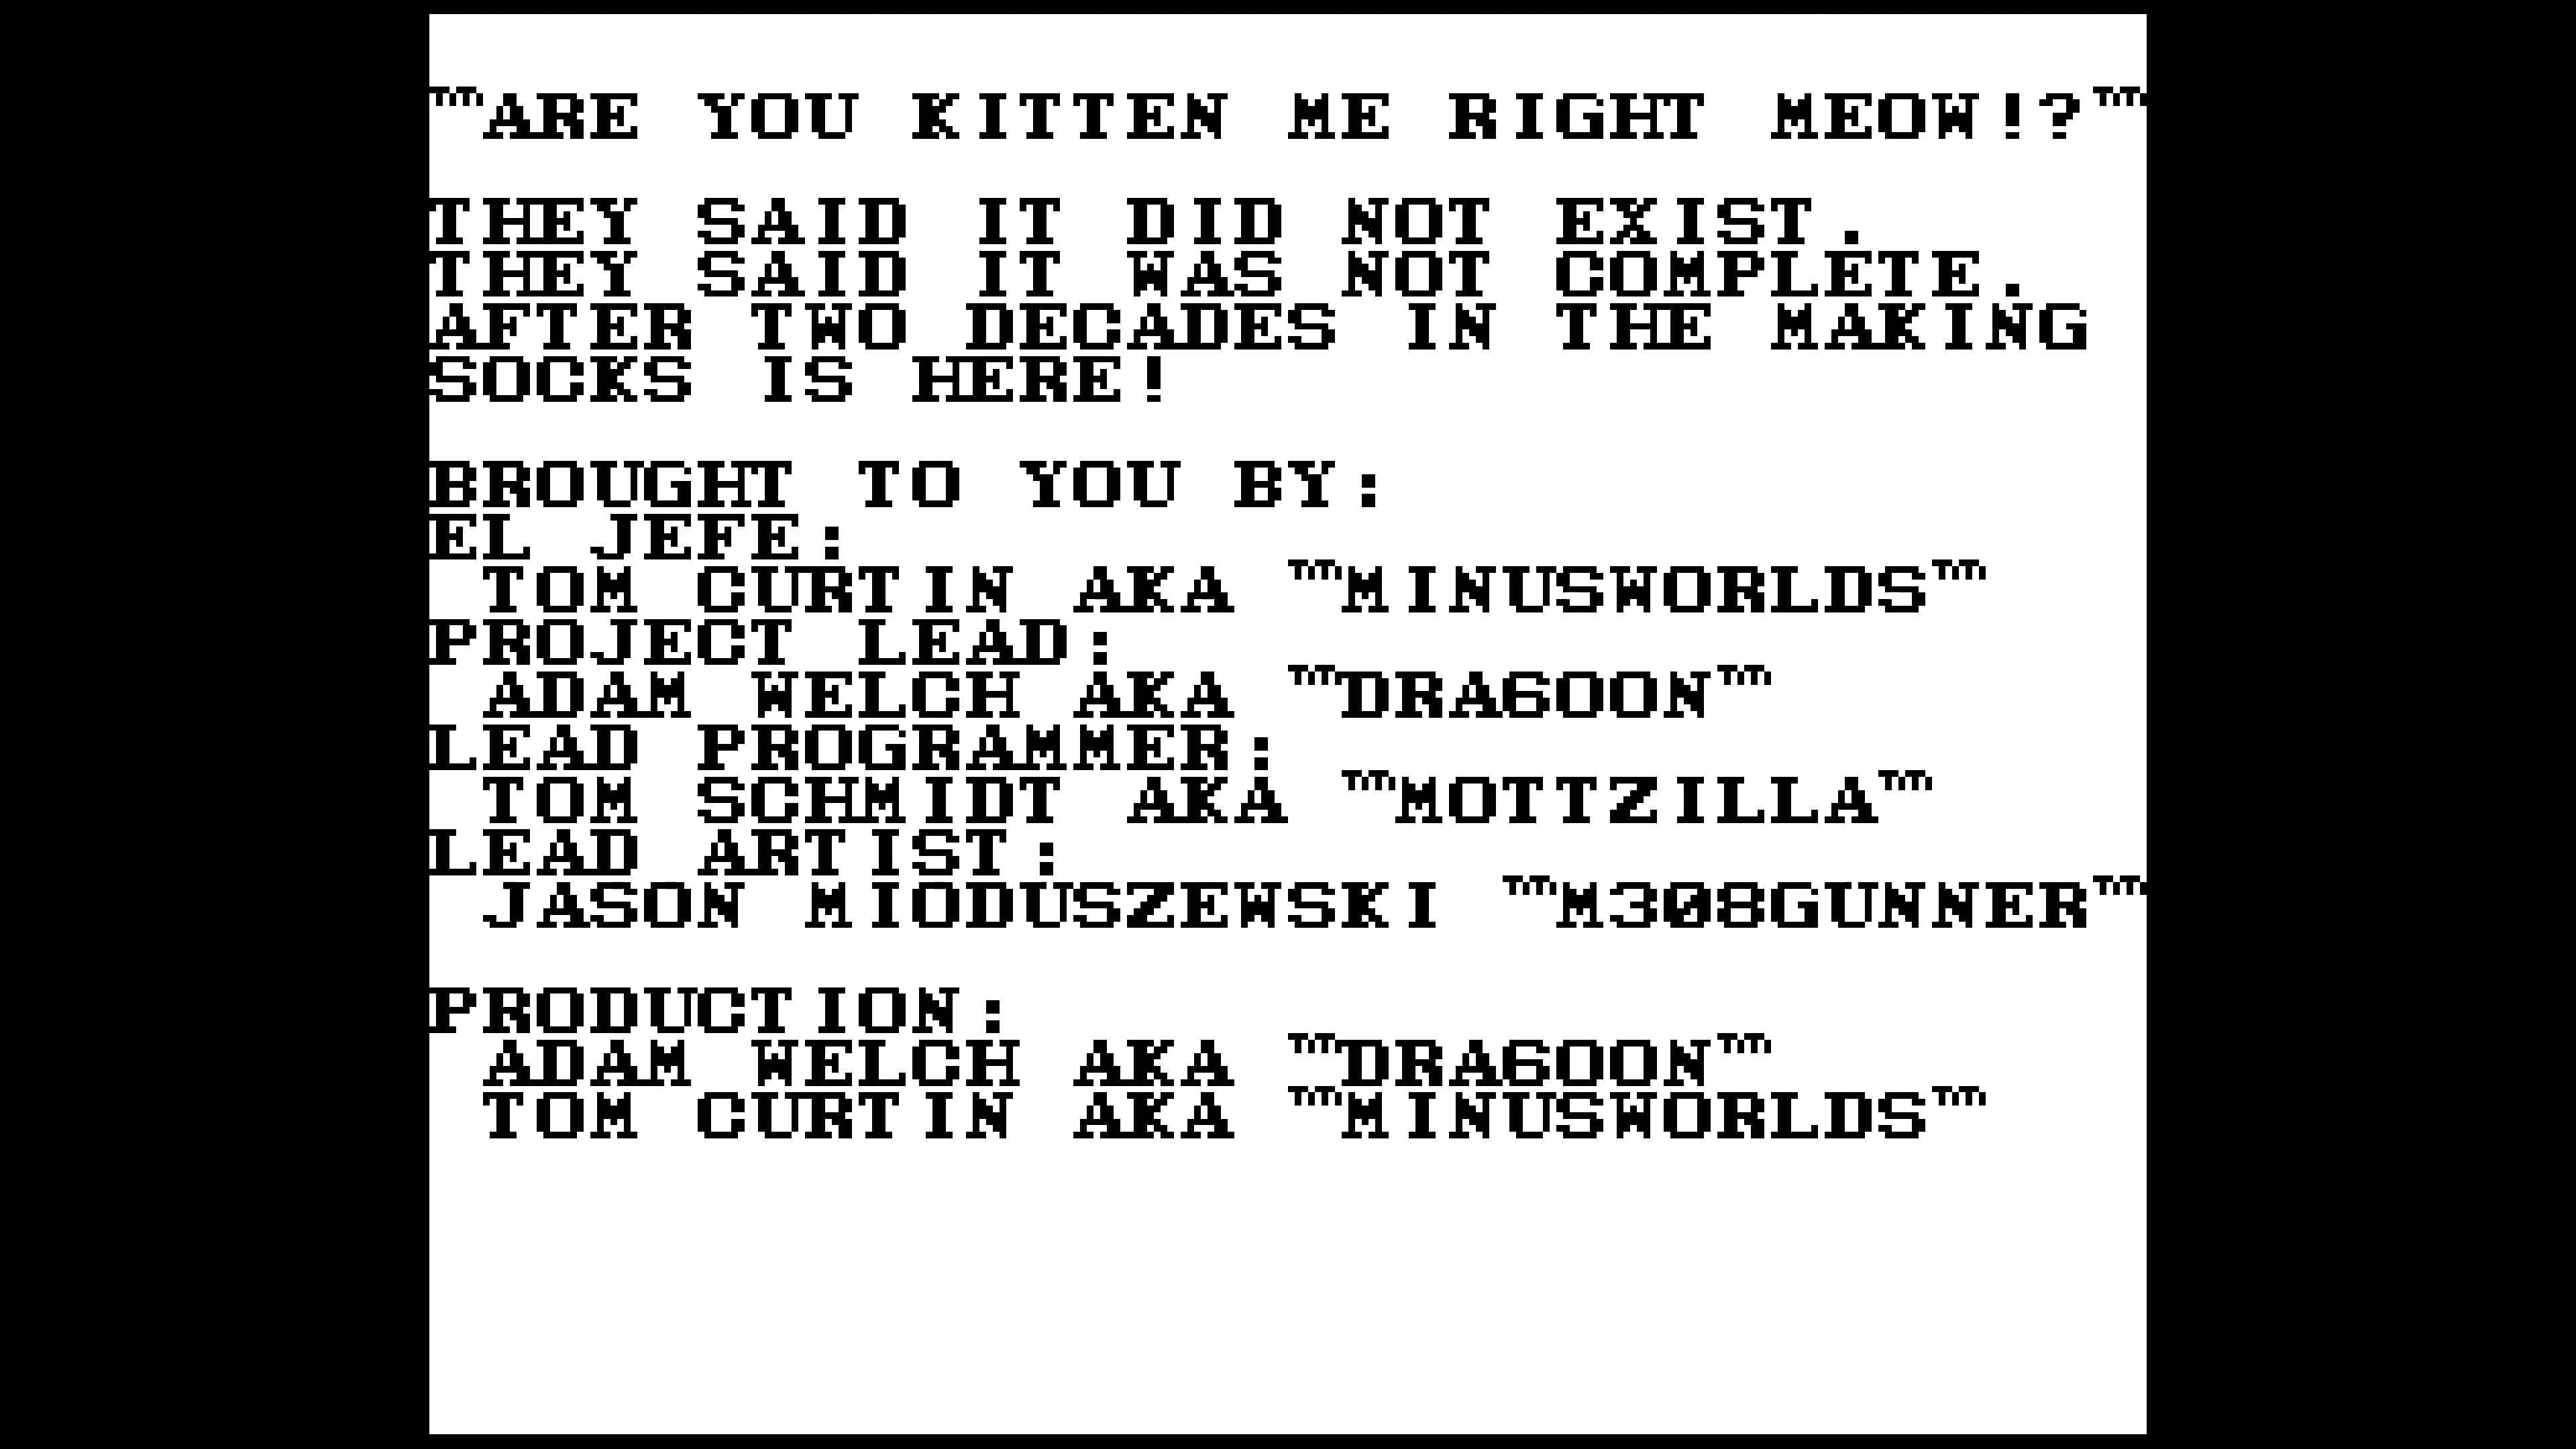 "ARE YOU KITTEN ME RIGHT MEOW!?"
THEY SAID IT DID NOT EXIST.
THEY SAID IT WAS NOT COMPLETE.
AFTER TWO DECADES IN THE MAKING
SOCKS IS HERE!
BROUGHT TO YOU BY:
EL JEFE:
TOM CURTIN AKA "MINUSWORLDS"
PROJECT LEAD:
ADAM WELCH AKA "DRA600N"
LEAD PROGRAMMER:
TOM SCHMIDT AKA "MOTTZILLA"
LEAD ARTIST:
JASON MIODUSZEWSKI "M308GUNNER"
PRODUCTION:
ADAM WELCH AKA "DRA600N"
TOM CURTIN AKA "MINUSWORLDS"